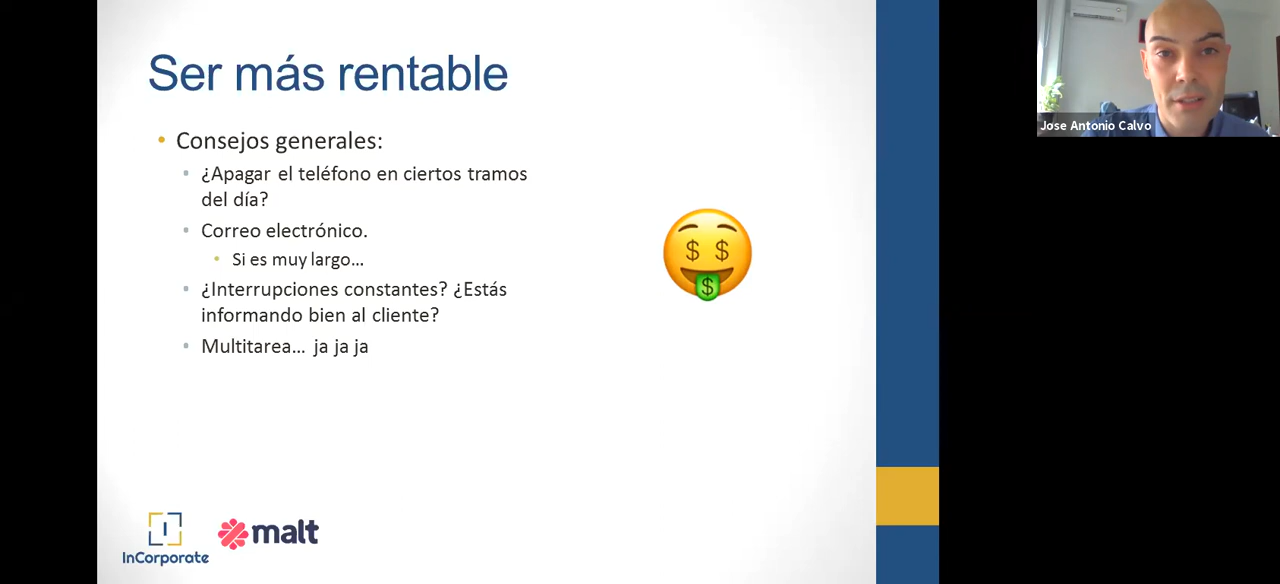 Ser más rentable
Consejos generales:
¿Apagar el teléfono en ciertos tramos
del día?
Correo electrónico.
Si es muy largo...
¿Interrupciones constantes? ¿Estás
informando bien al cliente?
Multitarea... ja ja ja
InCorporate
malt
Jose Antonio Calvo